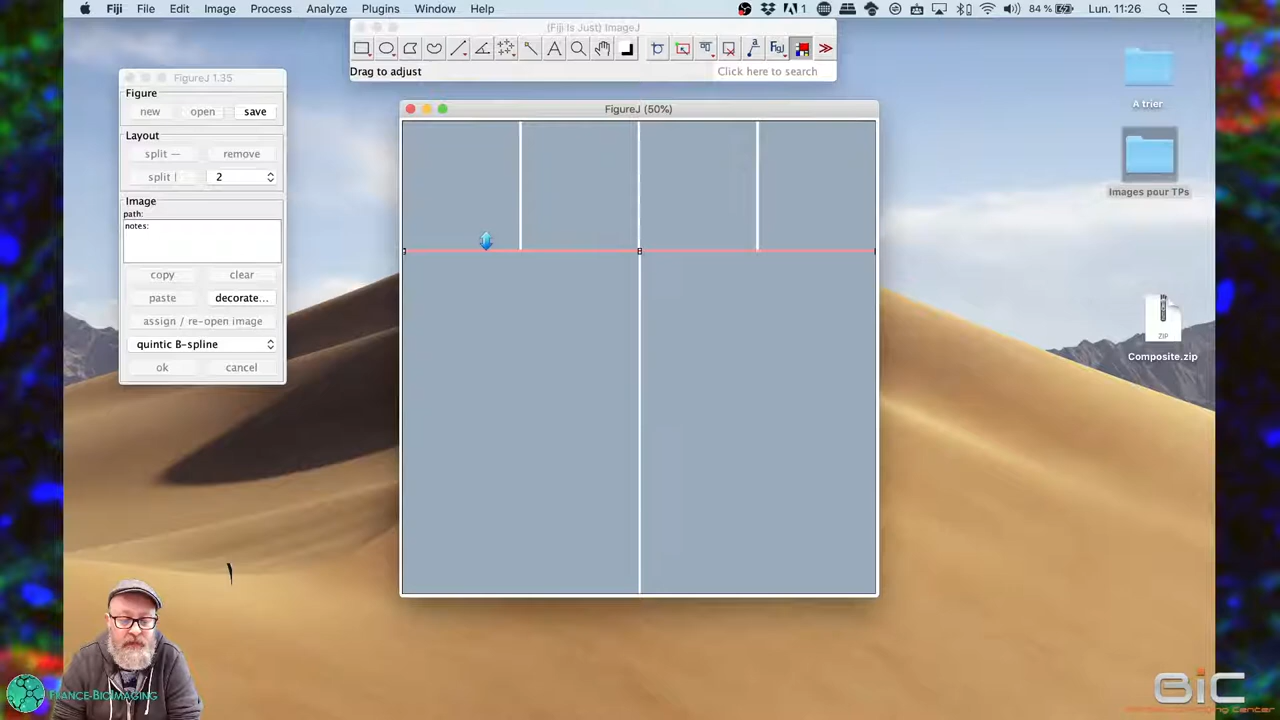 Fiji File Edit Image Process Analyze Plugins Window Help
1 84 % Lun. 11:26
(Fiji Is Just) ImageJ
A
Figj
Drag to adjust
Click here to search
FigureJ 1.35
Figure
new open save
Layout
split — remove
split | 2
Image
path:
notes:
copy clear
paste decorate...
assign / re-open image
quintic B-spline
ok cancel
FigureJ (50%)
A trier
Images pour TPs
ZIP
Composite.zip
France-BioImaging
BIC